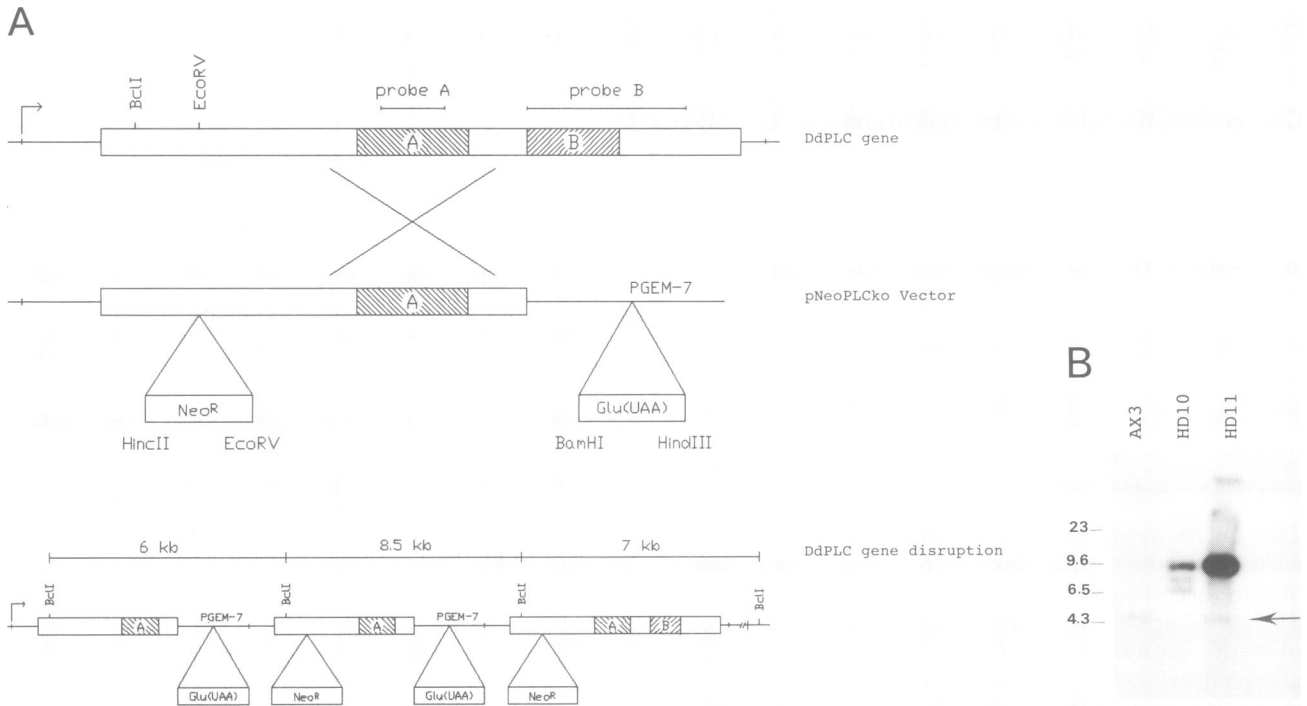 A
BclI
EcoRV
probe A
probe B
A
B
DdPLC gene
A
PGEM-7
pNeoPLCko Vector
NeoR
Glu(UAA)
HincII
EcoRV
BamHI
HindIII
B
AX3
HD10
HD11
23
9.6
6.5
4.3
6 kb
8.5 kb
7 kb
DdPLC gene disruption
BclI
BclI
BclI
BclI
A
PGEM-7
A
PGEM-7
A
B
Glu(UAA)
NeoR
Glu(UAA)
NeoR